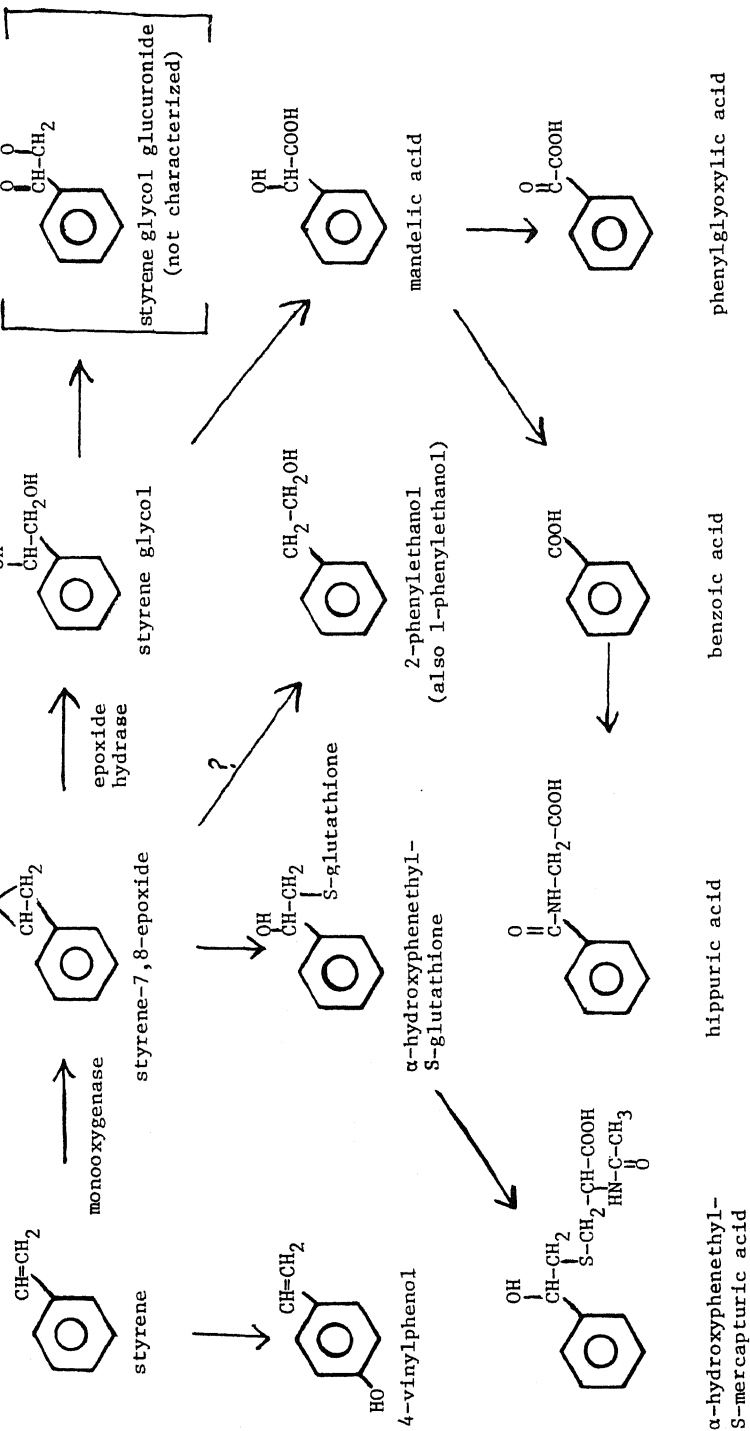 CH=CH2
styrene
monooxygenase
CH-CH2
styrene-7,8-epoxide
epoxide
hydrase
CH-CH2OH
styrene glycol
O O
CH-CH2
styrene glycol glucuronide
(not characterized)
CH=CH2
HO
4-vinylphenol
OH
CH-CH2
S-glutathione
α-hydroxyphenethyl-
S-glutathione
?
CH2-CH2OH
2-phenylethanol
(also 1-phenylethanol)
OH
CH-COOH
mandelic acid
OH
CH-CH2
S-CH2-CH-COOH
HN-C-CH3
O
α-hydroxyphenethyl-
S-mercapturic acid
O
C-NH-CH2-COOH
hippuric acid
COOH
benzoic acid
O
C-COOH
phenylglyoxylic acid